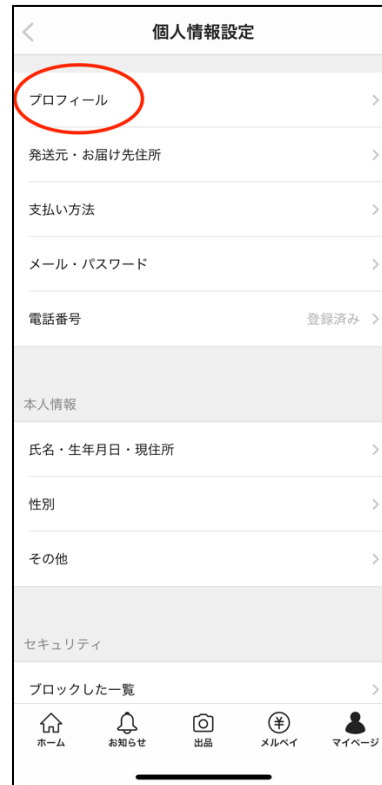 個人情報設定
プロフィール
発送元・お届け先住所
支払い方法
メール・パスワード
電話番号 登録済み
本人情報
氏名・生年月日・現住所
性別
その他
セキュリティ
ブロックした一覧
ホーム お知らせ 出品 メルペイ マイページ